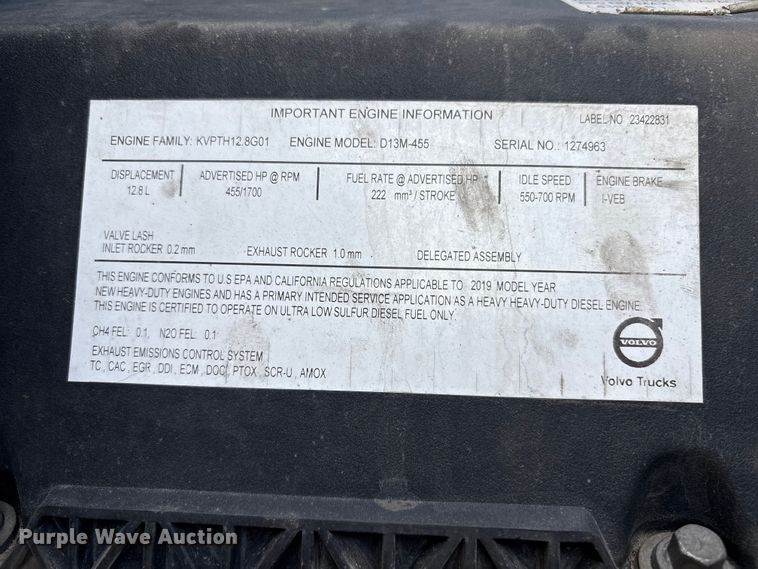 IMPORTANT ENGINE INFORMATION
LABEL NO 23422831
ENGINE FAMILY: KVPTH12.8G01 ENGINE MODEL: D13M-455 SERIAL NO.: 1274963
DISPLACEMENT ADVERTISED HP @ RPM FUEL RATE @ ADVERTISED HP IDLE SPEED ENGINE BRAKE
12.8 L 455/1700 222 mm³ / STROKE 550-700 RPM I-VEB
VALVE LASH
INLET ROCKER 0.2 mm EXHAUST ROCKER 1.0 mm DELEGATED ASSEMBLY
THIS ENGINE CONFORMS TO U.S EPA AND CALIFORNIA REGULATIONS APPLICABLE TO 2019 MODEL YEAR
NEW HEAVY-DUTY ENGINES AND HAS A PRIMARY INTENDED SERVICE APPLICATION AS A HEAVY HEAVY-DUTY DIESEL ENGINE.
THIS ENGINE IS CERTIFIED TO OPERATE ON ULTRA LOW SULFUR DIESEL FUEL ONLY.
CH4 FEL: 0.1, N2O FEL: 0.1
EXHAUST EMISSIONS CONTROL SYSTEM
TC , CAC , EGR , DDI , ECM , DOC , PTOX , SCR-U , AMOX
VOLVO
Volvo Trucks
Purple Wave Auction